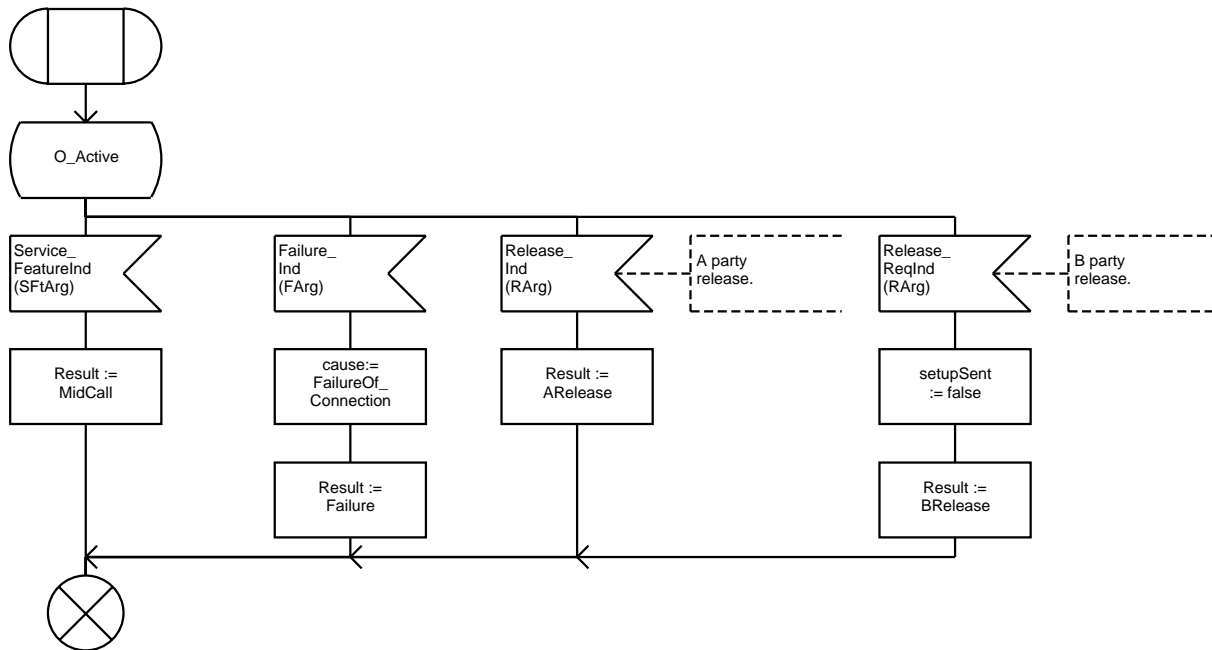 O_Active
Service_
FeatureInd
(SFtArg)
Failure_
Ind
(FArg)
Release_
Ind
(RArg)
A party
release.
Release_
ReqInd
(RArg)
B party
release.
Result :=
MidCall
cause:=
FailureOf_
Connection
Result :=
ARelease
setupSent
:= false
Result :=
Failure
Result :=
BRelease